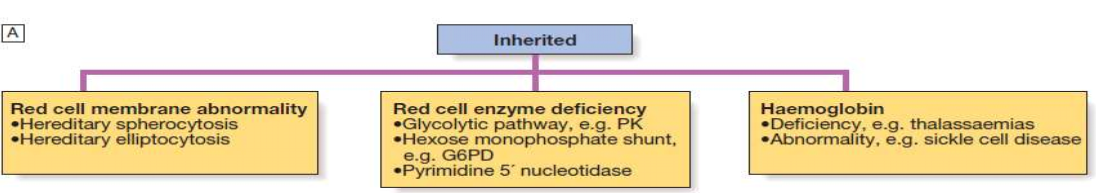 A
Inherited
Red cell membrane abnormality
•Hereditary spherocytosis
•Hereditary elliptocytosis
Red cell enzyme deficiency
•Glycolytic pathway, e.g. PK
•Hexose monophosphate shunt,
e.g. G6PD
•Pyrimidine 5´ nucleotidase
Haemoglobin
•Deficiency, e.g. thalassaemias
•Abnormality, e.g. sickle cell disease